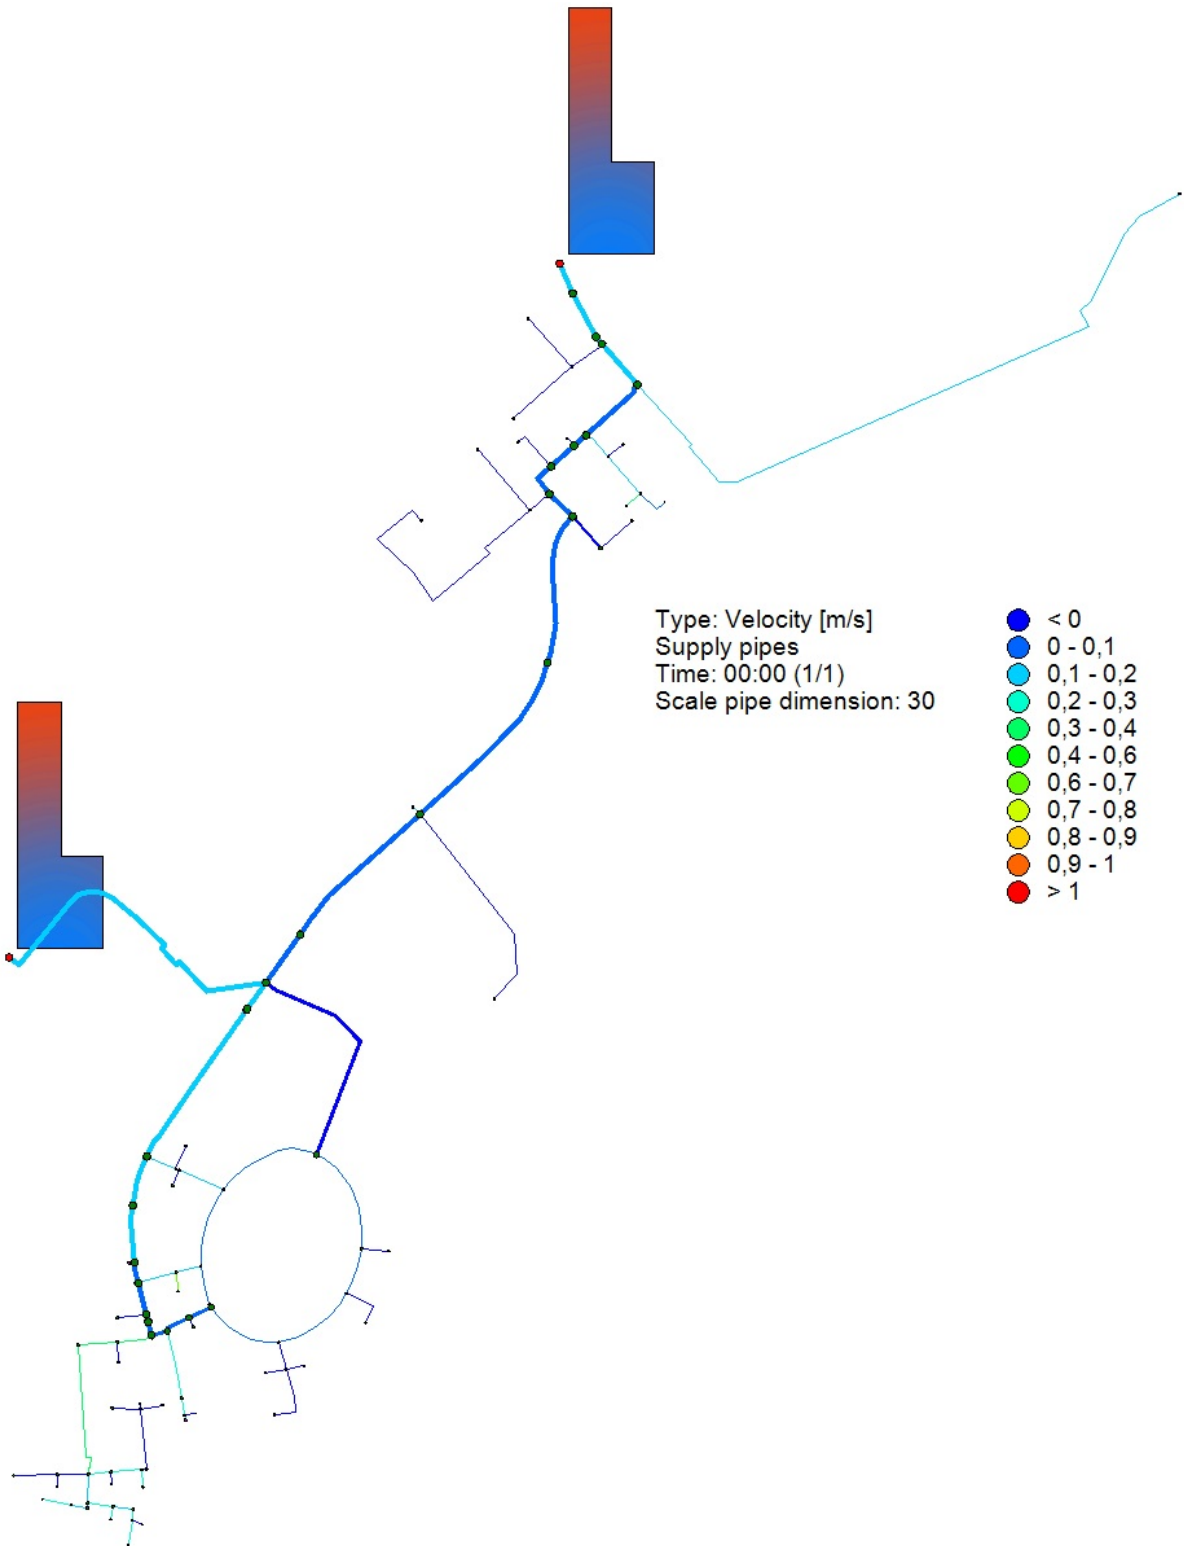 Type: Velocity [m/s]
Supply pipes
Time: 00:00 (1/1)
Scale pipe dimension: 30
< 0
0 - 0,1
0,1 - 0,2
0,2 - 0,3
0,3 - 0,4
0,4 - 0,6
0,6 - 0,7
0,7 - 0,8
0,8 - 0,9
0,9 - 1
> 1